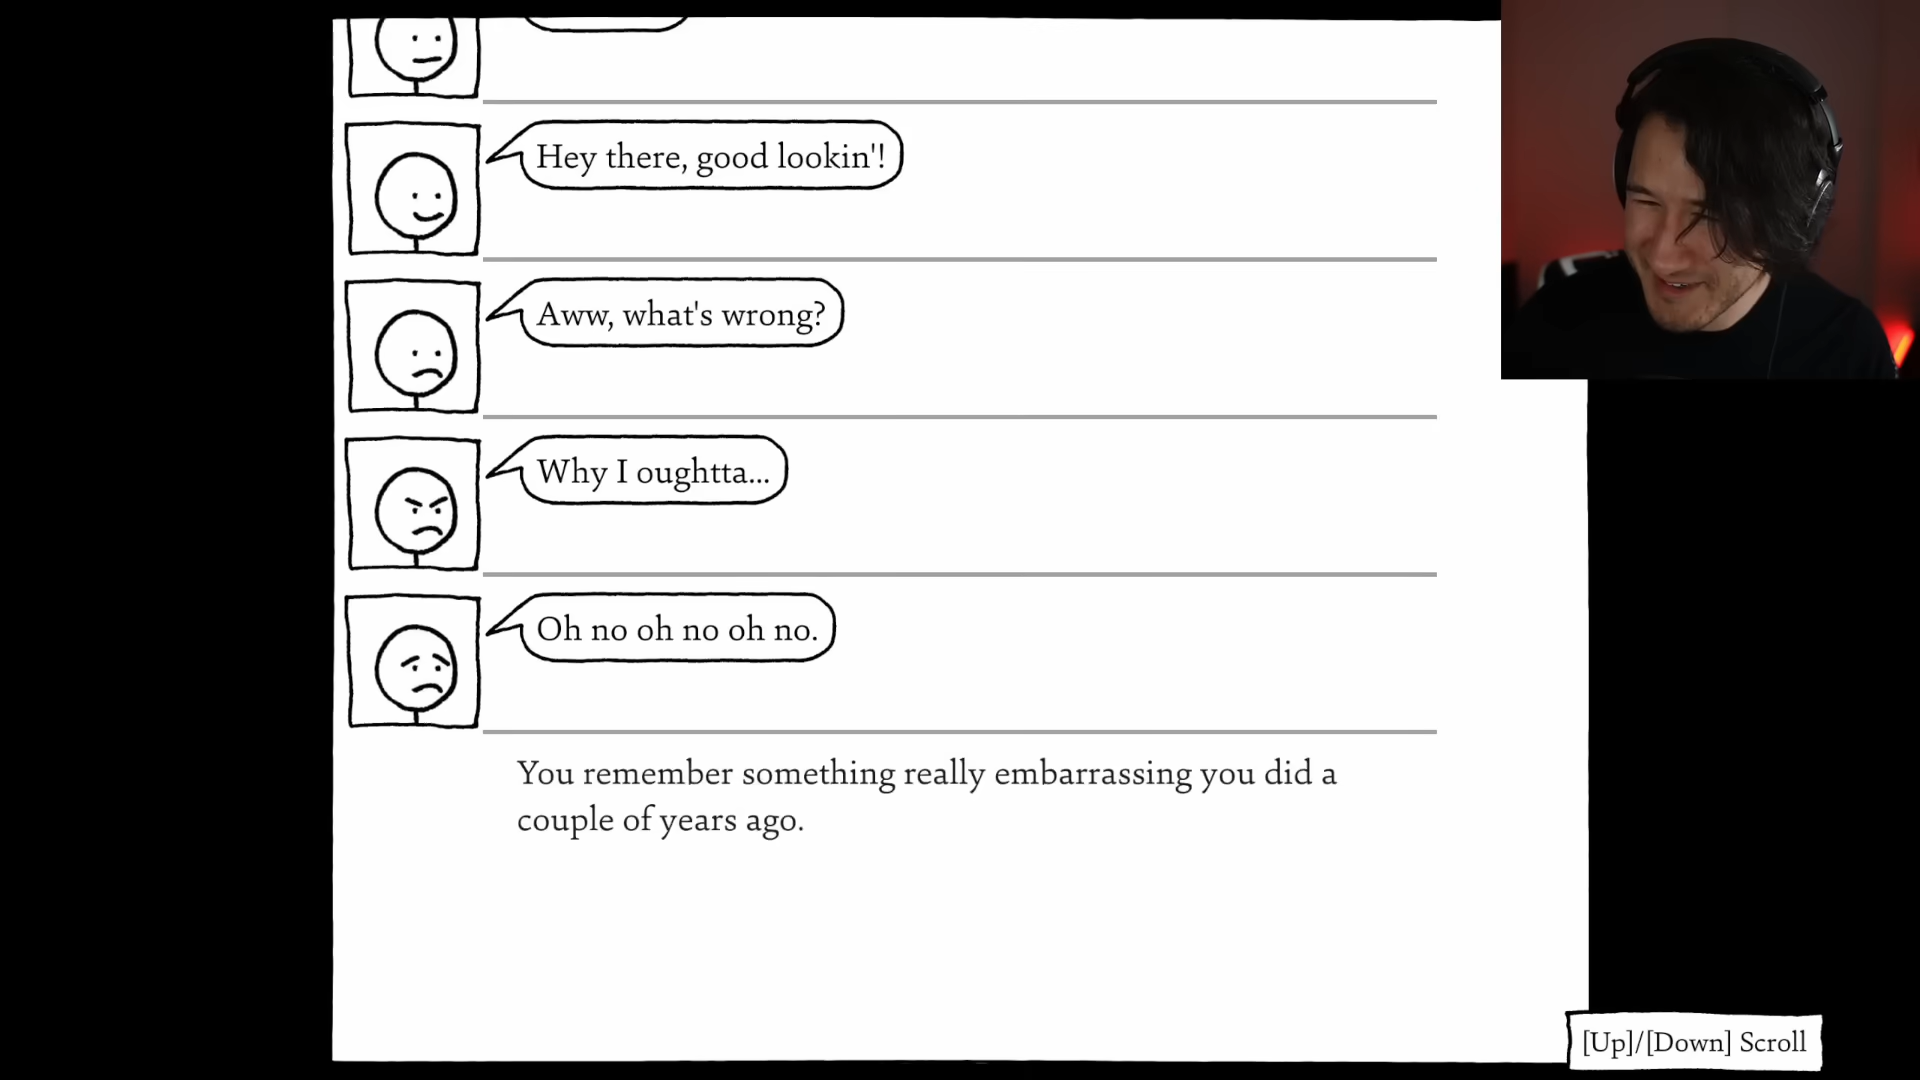 Hey there, good lookin'!
Aww, what's wrong?
Why I oughtta...
Oh no oh no oh no.
You remember something really embarrassing you did a
couple of years ago.
[Up]/[Down] Scroll